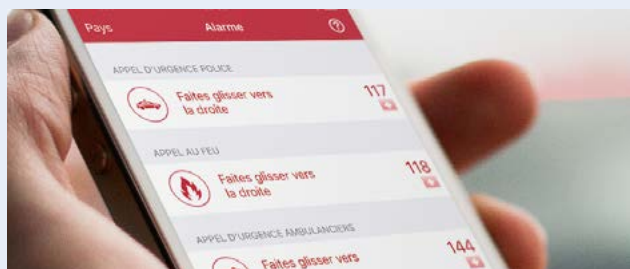 Pays Alarme ?
APPEL D'URGENCE POLICE
Faites glisser vers 117
la droite
APPEL AU FEU
Faites glisser vers 118
la droite
APPEL D'URGENCE AMBULANCIERS
Faites glisser vers 144